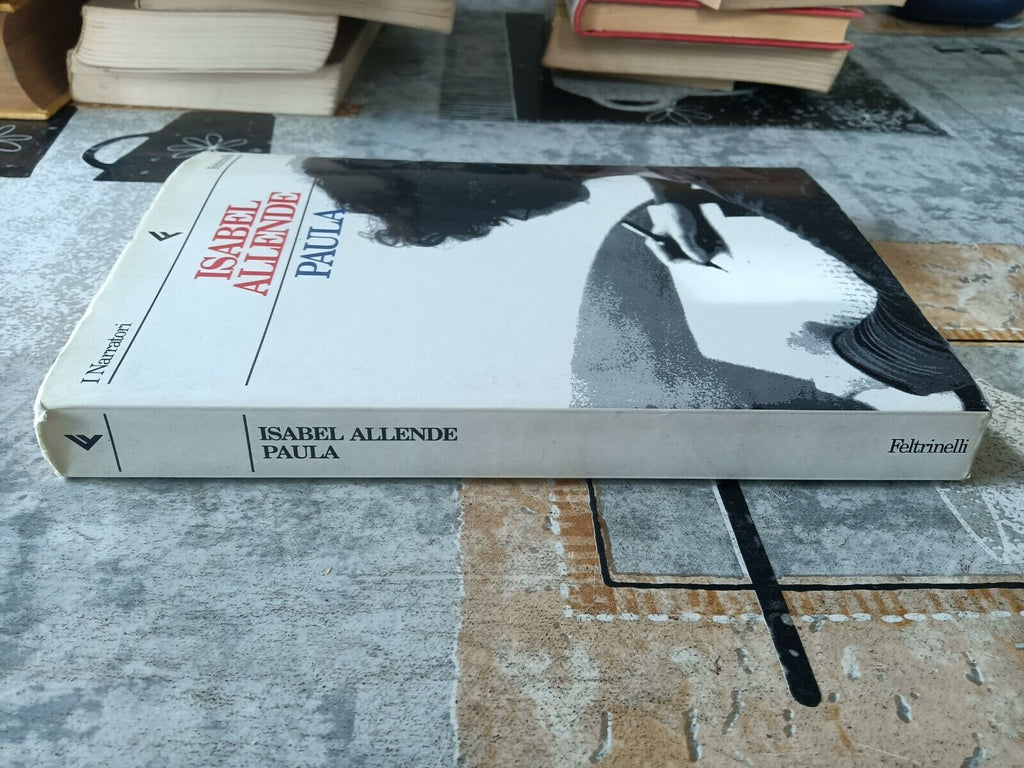 I Narratori
ISABEL
ALLENDE
PAULA
ISABEL ALLENDE
PAULA
Feltrinelli